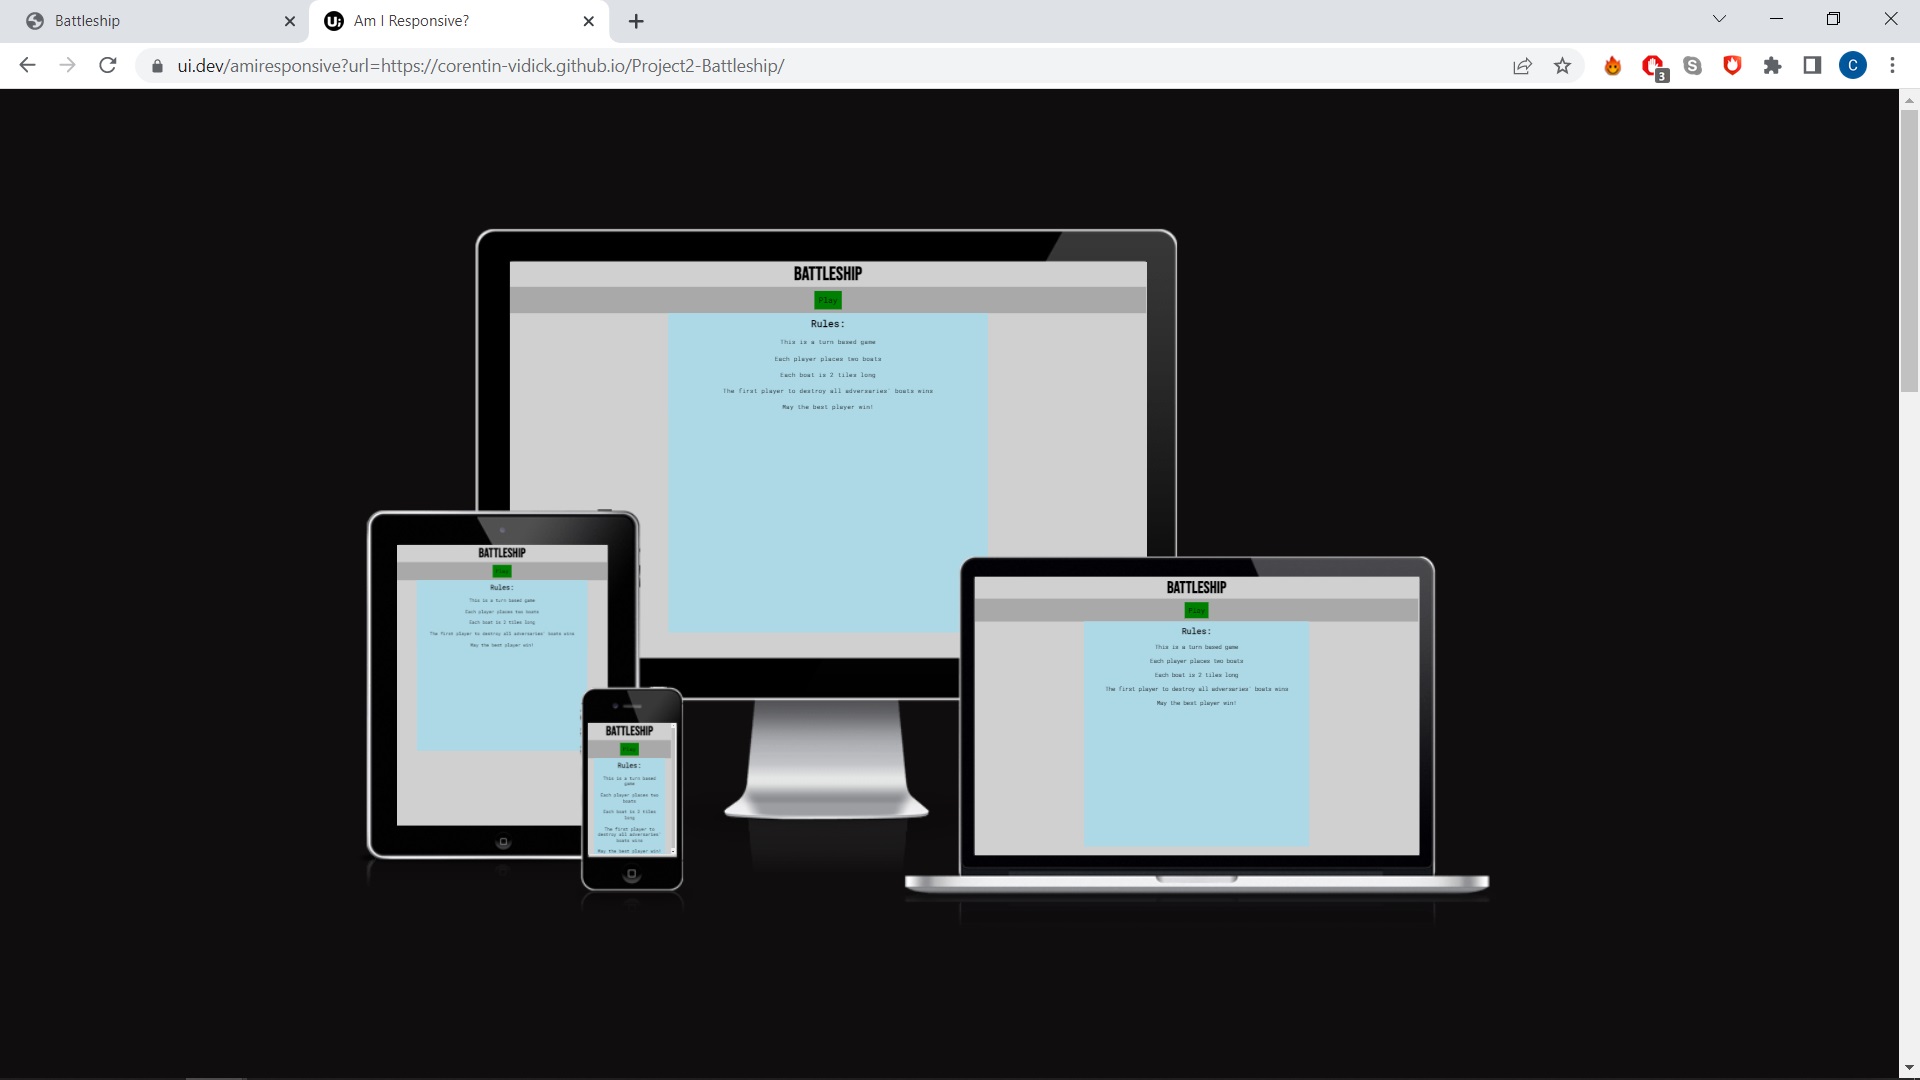 Battleship
Am I Responsive?
ui.dev/amiresponsive?url=https://corentin-vidick.github.io/Project2-Battleship/
3
C
BATTLESHIP
Play
Rules:
This is a turn based game
Each player places two boats
Each boat is 2 tiles long
The first player to destroy all adversaries' boats wins
May the best player win!
BATTLESHIP
Rules:
This is a turn based game
Each player places two boats
Each boat is 2 tiles long
The first player to destroy all adversaries' boats wins
May the best player win!
BATTLESHIP
Rules:
This is a turn based
game
Each player places two
boats
Each boat is 2 tiles
long
The first player to
destroy all adversaries'
boats wins
May the best player win!
BATTLESHIP
Play
Rules:
This is a turn based game
Each player places two boats
Each boat is 2 tiles long
The first player to destroy all adversaries' boats wins
May the best player win!